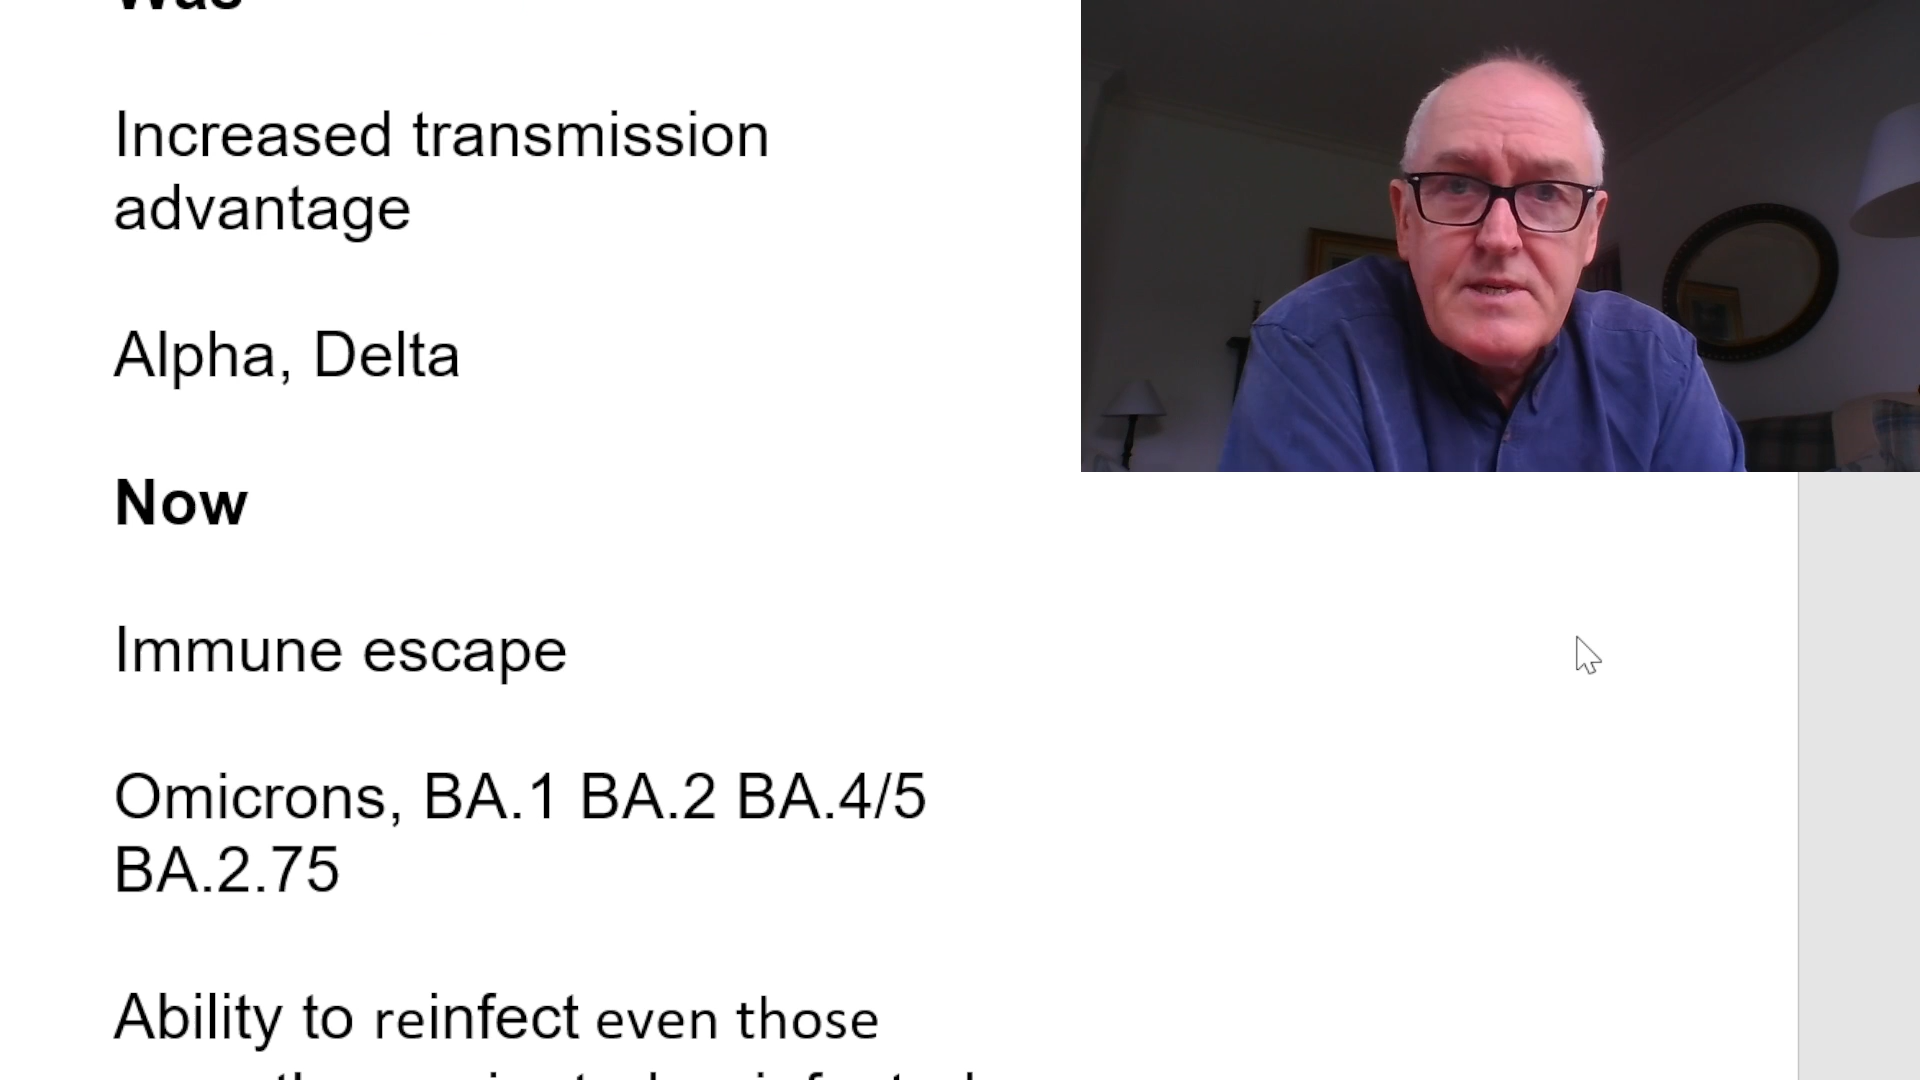 Was
Increased transmission
advantage
Alpha, Delta
Now
Immune escape
Omicrons, BA.1 BA.2 BA.4/5
BA.2.75
Ability to reinfect even those